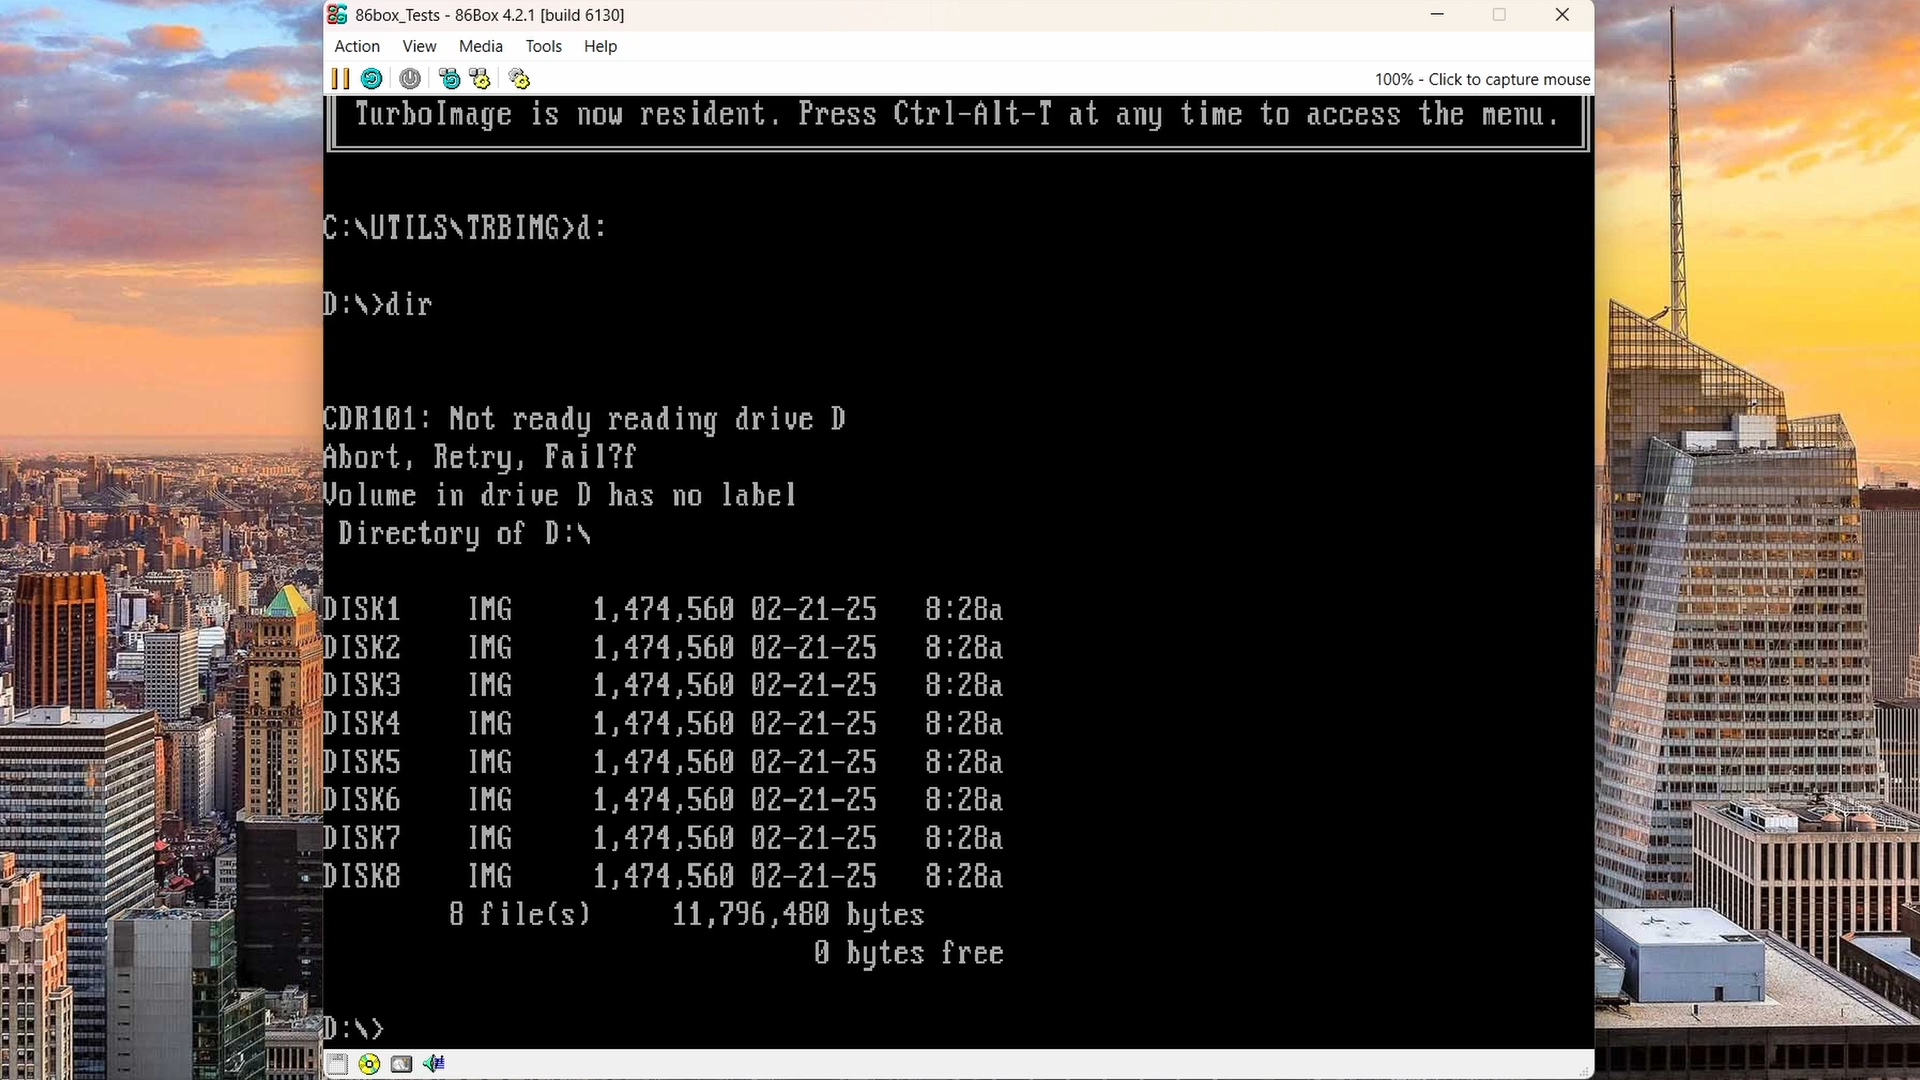 86box_Tests - 86Box 4.2.1 [build 6130]
Action View Media Tools Help
100% - Click to capture mouse
TurboImage is now resident. Press Ctrl-Alt-T at any time to access the menu.
C:\UTILS\TRBIMG>d:
D:\>dir
CDR101: Not ready reading drive D
Abort, Retry, Fail?f
Volume in drive D has no label
Directory of D:\
DISK1 IMG 1,474,560 02-21-25 8:28a
DISK2 IMG 1,474,560 02-21-25 8:28a
DISK3 IMG 1,474,560 02-21-25 8:28a
DISK4 IMG 1,474,560 02-21-25 8:28a
DISK5 IMG 1,474,560 02-21-25 8:28a
DISK6 IMG 1,474,560 02-21-25 8:28a
DISK7 IMG 1,474,560 02-21-25 8:28a
DISK8 IMG 1,474,560 02-21-25 8:28a
8 file(s) 11,796,480 bytes
0 bytes free
D:\>